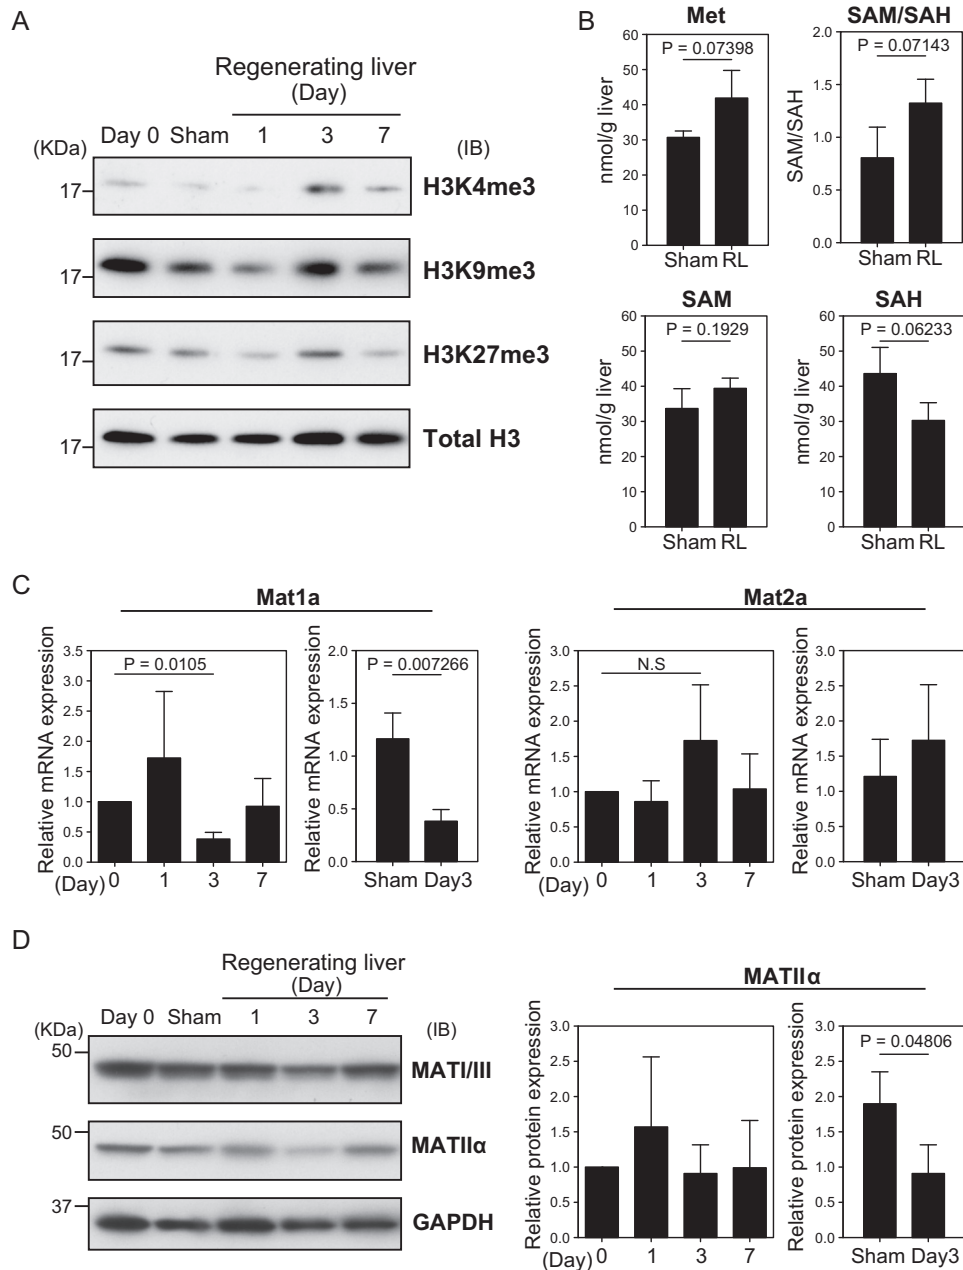 A
Regenerating liver
(Day)
Day 0 Sham 1 3 7
(KDa) (IB)
17 H3K4me3
17 H3K9me3
17 H3K27me3
17 Total H3
B
Met
60
50
40
30
20
10
0
nmol/g liver
P = 0.07398
Sham RL
SAM/SAH
2.0
1.5
1.0
0.5
0.0
SAM/SAH
P = 0.07143
Sham RL
SAM
60
50
40
30
20
10
0
nmol/g liver
P = 0.1929
Sham RL
SAH
60
50
40
30
20
10
0
nmol/g liver
P = 0.06233
Sham RL
C
Mat1a
3.5
3.0
2.5
2.0
1.5
1.0
0.5
0.0
Relative mRNA expression
P = 0.0105
(Day) 0 1 3 7
2.0
1.5
1.0
0.5
0.0
Relative mRNA expression
P = 0.007266
Sham Day3
Mat2a
3.0
2.5
2.0
1.5
1.0
0.5
0.0
Relative mRNA expression
N.S
(Day) 0 1 3 7
3.0
2.5
2.0
1.5
1.0
0.5
0.0
Relative mRNA expression
Sham Day3
D
Regenerating liver
(Day)
Day 0 Sham 1 3 7
(KDa) (IB)
50 MATI/III
50 MATIIα
37 GAPDH
MATIIα
3.0
2.5
2.0
1.5
1.0
0.5
0.0
Relative protein expression
(Day) 0 1 3 7
3.0
2.5
2.0
1.5
1.0
0.5
0.0
Relative protein expression
P = 0.04806
Sham Day3